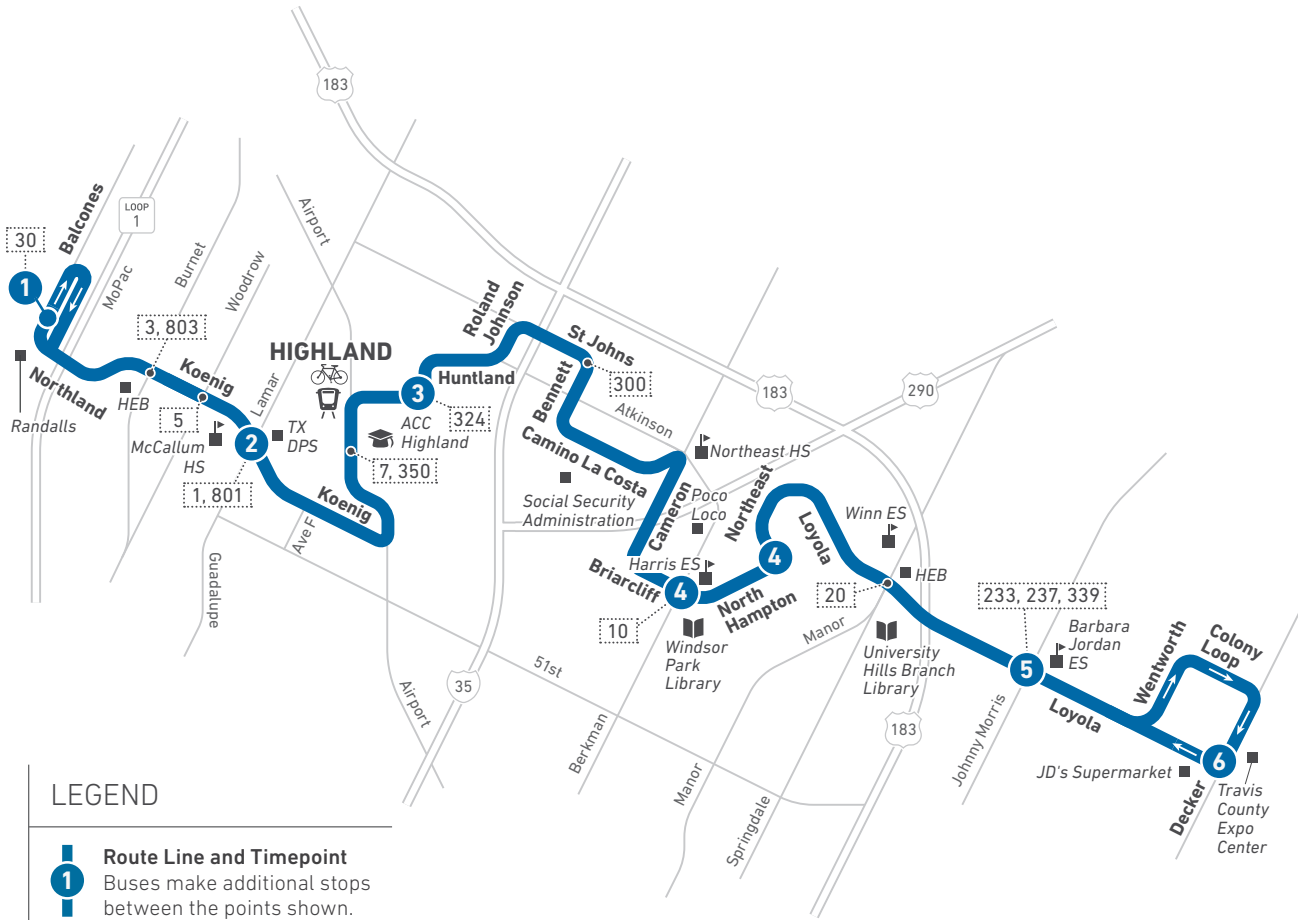 183
Balcones
LOOP
1
30
1
MoPac
Burnet
Airport
Woodrow
3, 803
HIGHLAND
Roland
Johnson
St Johns
Northland
Koenig
Lamar
Huntland
300
183
290
Randalls
HEB
5
McCallum
HS
2
TX
DPS
3
324
ACC
Highland
Bennett
Atkinson
Camino La Costa
Northeast HS
1, 801
7, 350
Koenig
Ave F
Social Security
Administration
Cameron
Poco
Loco
Northeast
Loyola
Winn ES
Guadalupe
Harris ES
4
4
HEB
Briarcliff
North
Hampton
20
233, 237, 339
10
Manor
Windsor
Park
Library
University
Hills Branch
Library
Barbara
Jordan
ES
5
Wentworth
Colony
Loop
51st
Airport
35
Loyola
183
Berkman
Manor
Springdale
Johnny Morris
JD's Supermarket
6
Decker
Travis
County
Expo
Center
LEGEND
1
Route Line and Timepoint
Buses make additional stops
between the points shown.